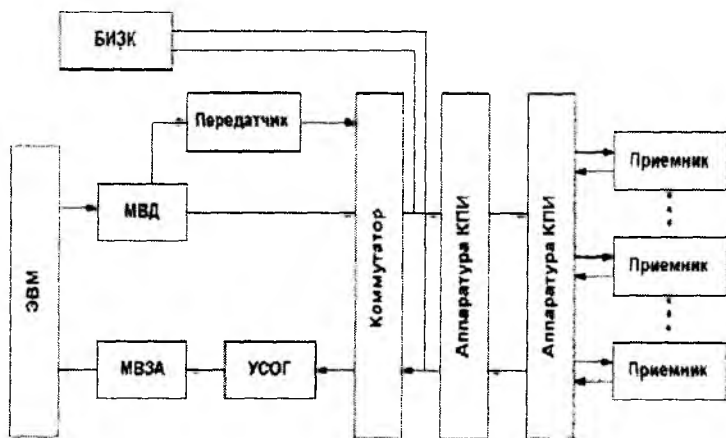 БИЗК
Передатчик
ЭВМ
МВД
МВЗА
УСОГ
Коммутатор
Аппаратура КПИ
Аппаратура КПИ
Приемник
Приемник
Приемник